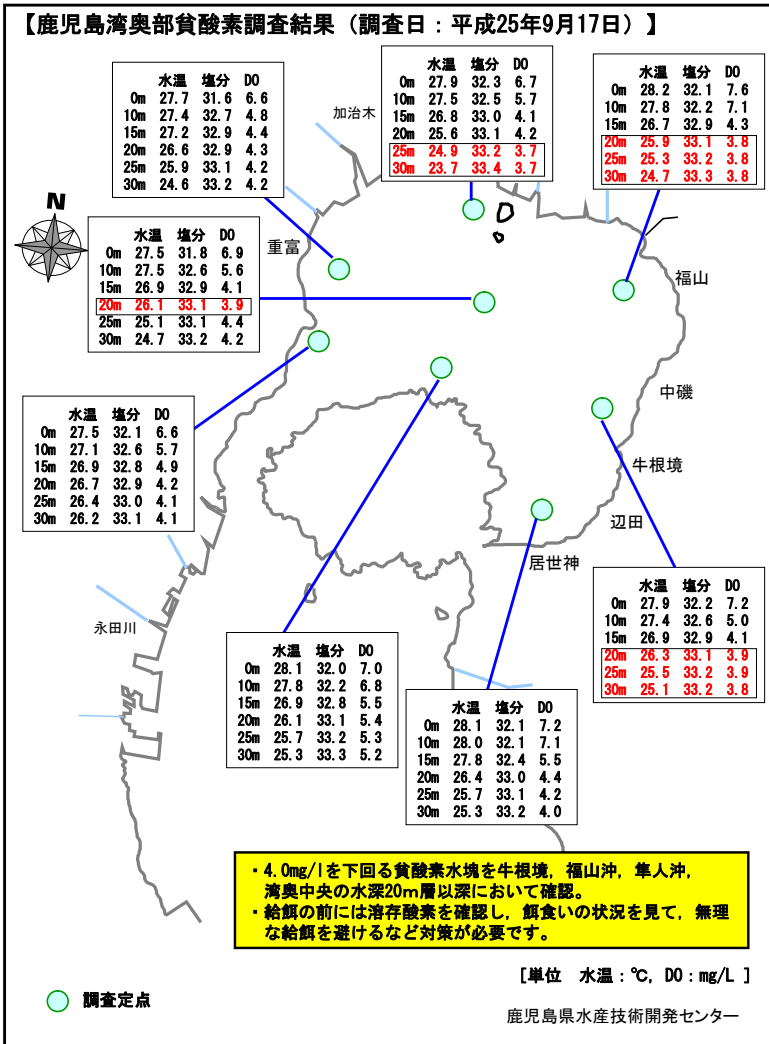 【鹿児島湾奥部貧酸素調査結果（調査日：平成25年9月17日）】
水温 塩分 DO
0m 27.7 31.6 6.6
10m 27.4 32.7 4.8
15m 27.2 32.9 4.4
20m 26.6 32.9 4.3
25m 25.9 33.1 4.2
30m 24.6 33.2 4.2
加治木
水温 塩分 DO
0m 27.9 32.3 6.7
10m 27.5 32.5 5.7
15m 26.8 33.0 4.1
20m 25.6 33.1 4.2
25m 24.9 33.2 3.7
30m 23.7 33.4 3.7
水温 塩分 DO
0m 28.2 32.1 7.6
10m 27.8 32.2 7.1
15m 26.7 32.9 4.3
20m 25.9 33.1 3.8
25m 25.3 33.2 3.8
30m 24.7 33.3 3.8
N
水温 塩分 DO
0m 27.5 31.8 6.9
10m 27.5 32.6 5.6
15m 26.9 32.9 4.1
20m 26.1 33.1 3.9
25m 25.1 33.1 4.4
30m 24.7 33.2 4.2
重富
福山
中磯
牛根境
辺田
居世神
水温 塩分 DO
0m 27.5 32.1 6.6
10m 27.1 32.6 5.7
15m 26.9 32.8 4.9
20m 26.7 32.9 4.2
25m 26.4 33.0 4.1
30m 26.2 33.1 4.1
永田川
水温 塩分 DO
0m 28.1 32.0 7.0
10m 27.8 32.2 6.8
15m 26.9 32.8 5.5
20m 26.1 33.1 5.4
25m 25.7 33.2 5.3
30m 25.3 33.3 5.2
水温 塩分 DO
0m 28.1 32.1 7.2
10m 28.0 32.1 7.1
15m 27.8 32.4 5.5
20m 26.4 33.0 4.4
25m 25.7 33.1 4.2
30m 25.3 33.2 4.0
水温 塩分 DO
0m 27.9 32.2 7.2
10m 27.4 32.6 5.0
15m 26.9 32.9 4.1
20m 26.3 33.1 3.9
25m 25.5 33.2 3.9
30m 25.1 33.2 3.8
・4.0mg/lを下回る貧酸素水塊を牛根境，福山沖，隼人沖，
湾奥中央の水深20m層以深において確認。
・給餌の前には溶存酸素を確認し，餌食いの状況を見て，無理
な給餌を避けるなど対策が必要です。
[単位 水温：℃，DO：mg/L ]
調査定点
鹿児島県水産技術開発センター